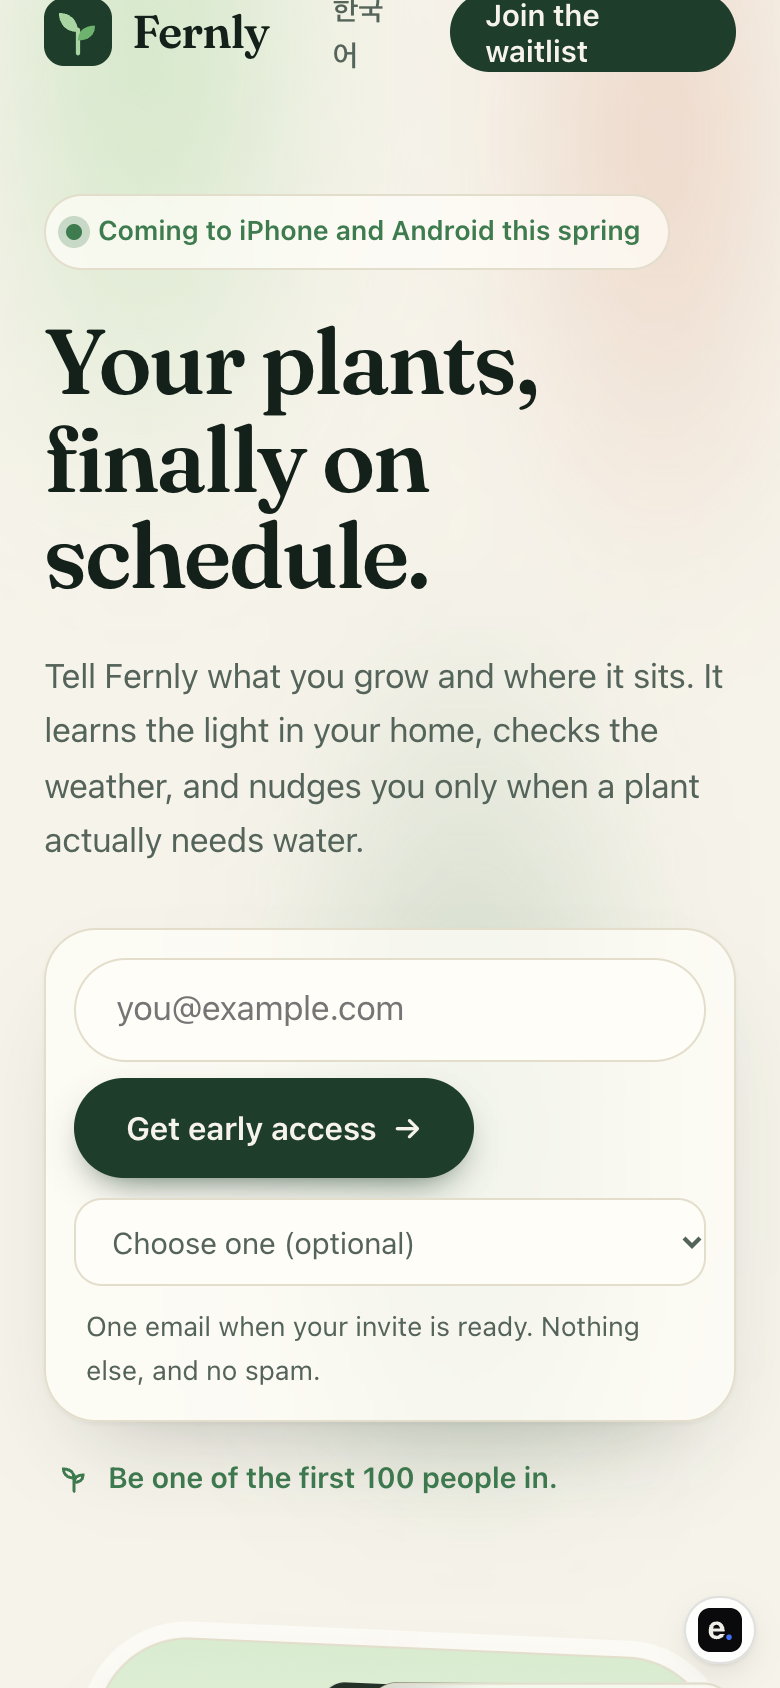 Fernly
한국
어
Join the
waitlist
Coming to iPhone and Android this spring
Your plants,
finally on
schedule.
Tell Fernly what you grow and where it sits. It
learns the light in your home, checks the
weather, and nudges you only when a plant
actually needs water.
you@example.com
Get early access →
Choose one (optional)
One email when your invite is ready. Nothing
else, and no spam.
Be one of the first 100 people in.
e.